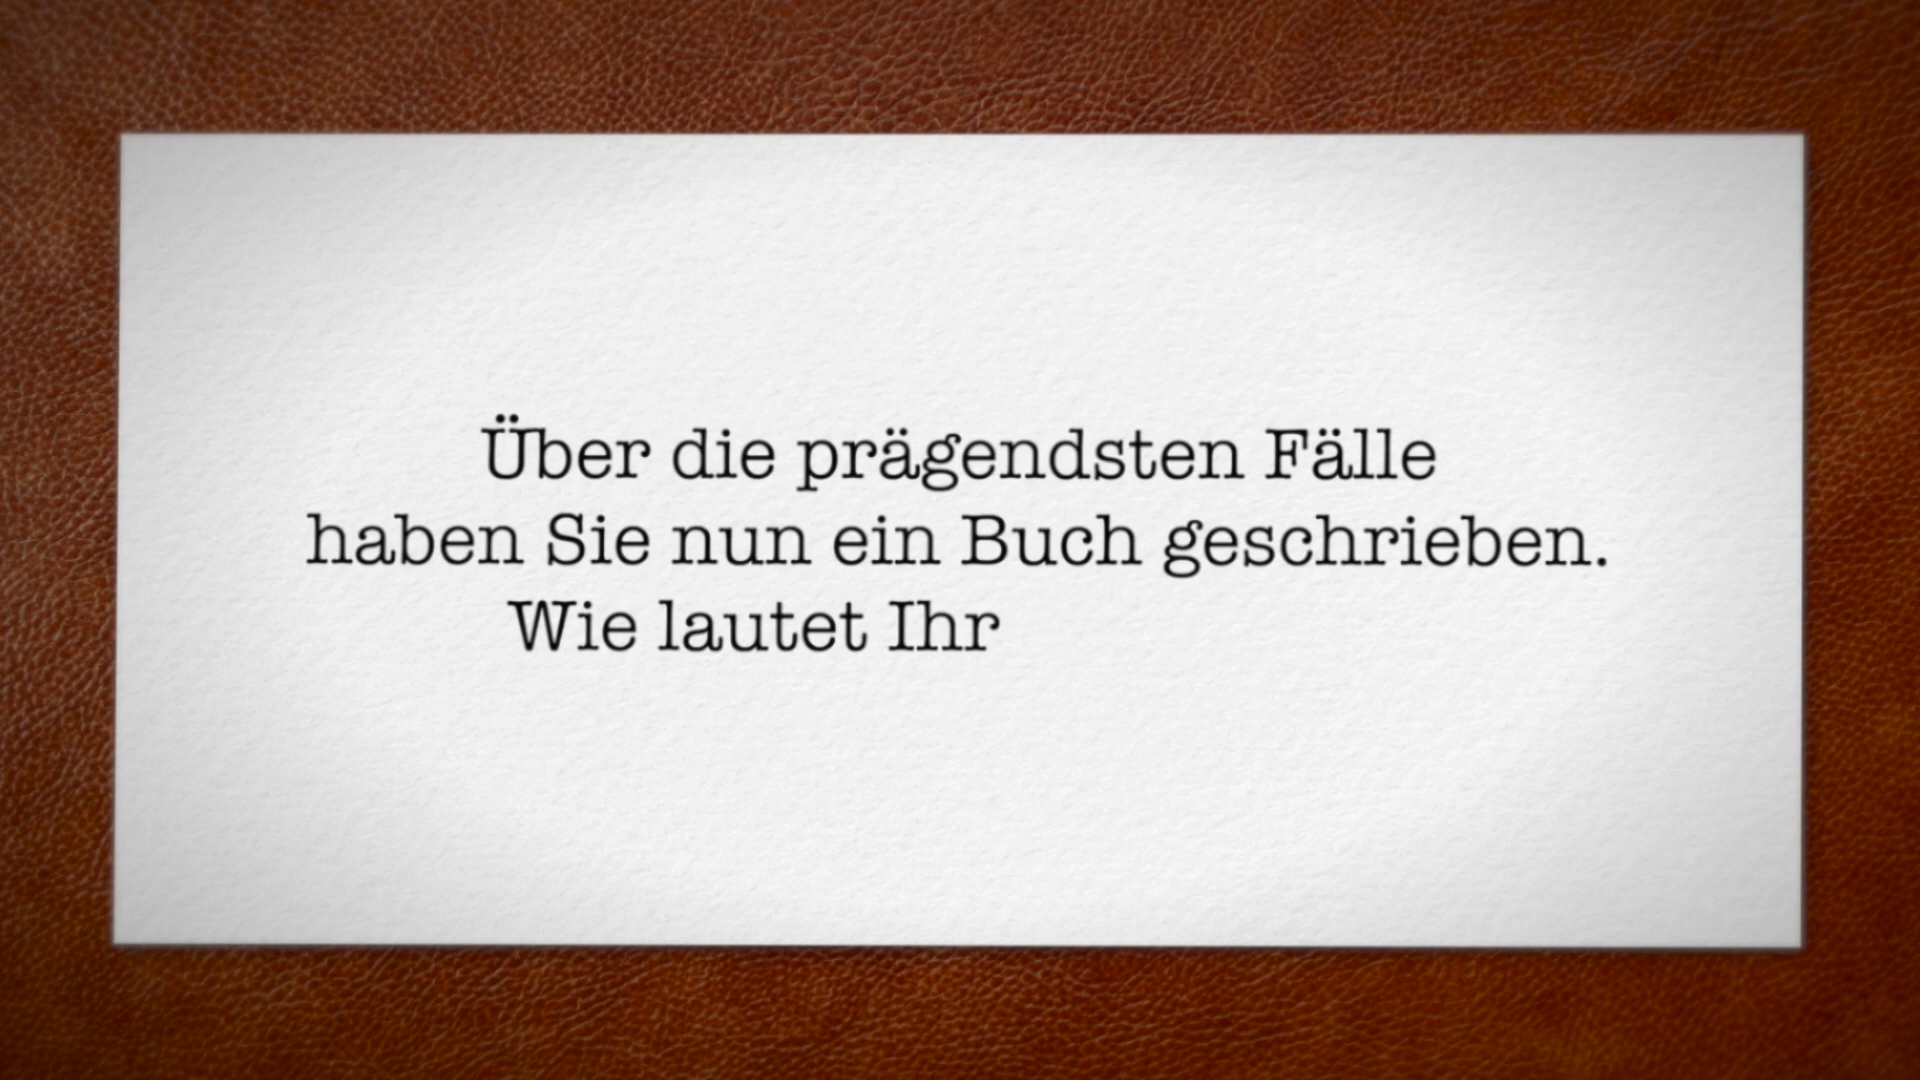 Über die prägendsten Fälle
haben Sie nun ein Buch geschrieben.
Wie lautet Ihr